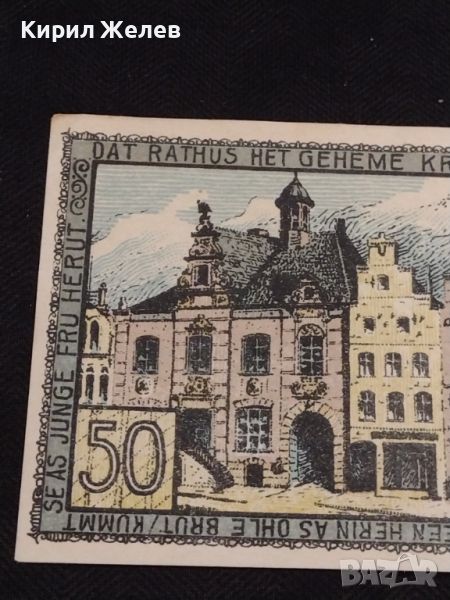 Кирил Желев
DAT RATHUS HET GEHEME KR
50
EEN HERIN AS OHLE BRUT/KUMMT
SE AS JUNGE FRU HERUT.
BAZAR